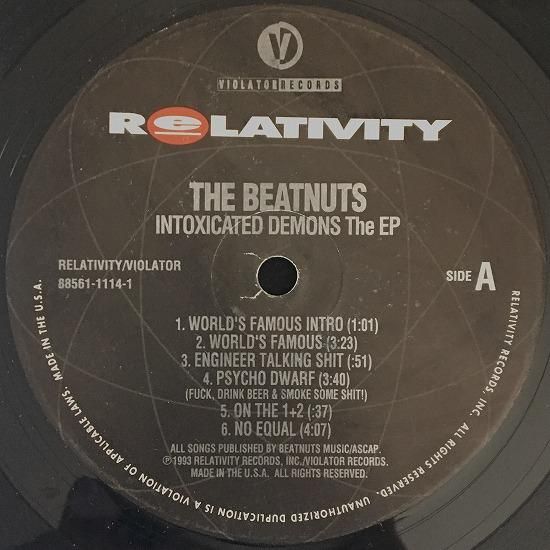 V
VIOLATOR RECORDS
ReLATIVITY
THE BEATNUTS
INTOXICATED DEMONS The EP
RELATIVITY/VIOLATOR
88561-1114-1
SIDE A
1. WORLD'S FAMOUS INTRO (1:01)
2. WORLD'S FAMOUS (3:23)
3. ENGINEER TALKING SHIT (:51)
4. PSYCHO DWARF (3:40)
(FUCK, DRINK BEER & SMOKE SOME SHIT!)
5. ON THE 1+2 (:37)
6. NO EQUAL (4:07)
ALL SONGS PUBLISHED BY BEATNUTS MUSIC/ASCAP.
℗1993 RELATIVITY RECORDS, INC./VIOLATOR RECORDS.
MADE IN THE U.S.A. ALL RIGHTS RESERVED.
RELATIVITY RECORDS, INC. ALL RIGHTS RESERVED. UNAUTHORIZED DUPLICATION IS A VIOLATION OF APPLICABLE LAWS. MADE IN THE U.S.A.